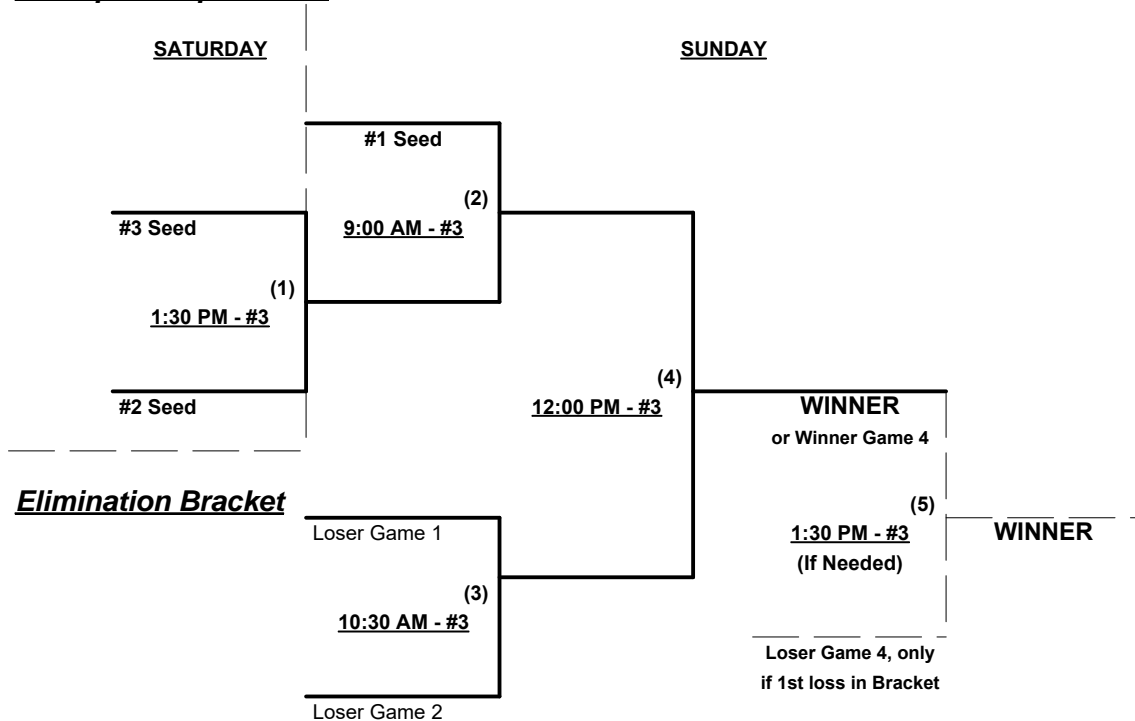 SATURDAY
SUNDAY
#1 Seed
(2)
9:00 AM - #3
#3 Seed
(1)
1:30 PM - #3
#2 Seed
(4)
12:00 PM - #3
WINNER
or Winner Game 4
Elimination Bracket
Loser Game 1
(5)
1:30 PM - #3
(If Needed)
WINNER
(3)
10:30 AM - #3
Loser Game 4, only
if 1st loss in Bracket
Loser Game 2